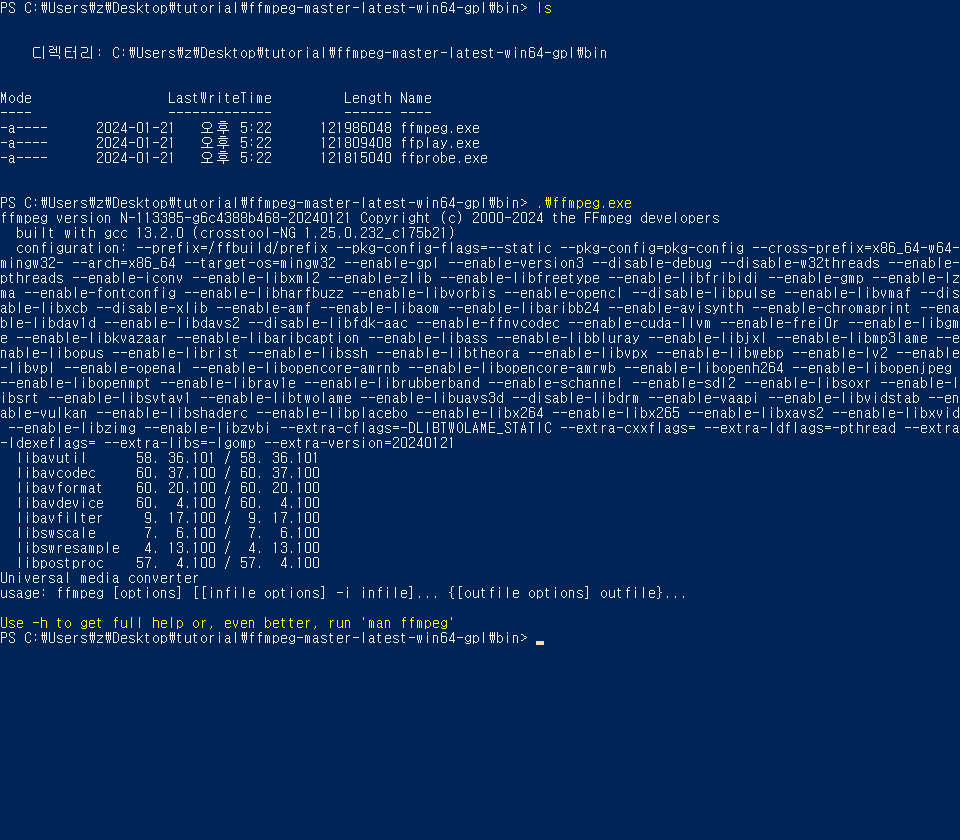 PS C:₩Users₩z₩Desktop₩tutorial₩ffmpeg-master-latest-win64-gpl₩bin> ls
디렉터리: C:₩Users₩z₩Desktop₩tutorial₩ffmpeg-master-latest-win64-gpl₩bin
Mode                 LastWriteTime         Length Name
----                 -------------         ------ ----
-a----      2024-01-21   오후 5:22      121986048 ffmpeg.exe
-a----      2024-01-21   오후 5:22      121809408 ffplay.exe
-a----      2024-01-21   오후 5:22      121815040 ffprobe.exe
PS C:₩Users₩z₩Desktop₩tutorial₩ffmpeg-master-latest-win64-gpl₩bin> .₩ffmpeg.exe
ffmpeg version N-113385-g6c4388b468-20240121 Copyright (c) 2000-2024 the FFmpeg developers
  built with gcc 13.2.0 (crosstool-NG 1.25.0.232_c175b21)
  configuration: --prefix=/ffbuild/prefix --pkg-config-flags=--static --pkg-config=pkg-config --cross-prefix=x86_64-w64-
mingw32- --arch=x86_64 --target-os=mingw32 --enable-gpl --enable-version3 --disable-debug --disable-w32threads --enable-
pthreads --enable-iconv --enable-libxml2 --enable-zlib --enable-libfreetype --enable-libfribidi --enable-gmp --enable-lz
ma --enable-fontconfig --enable-libharfbuzz --enable-libvorbis --enable-opencl --disable-libpulse --enable-libvmaf --dis
able-libxcb --disable-xlib --enable-amf --enable-libaom --enable-libaribb24 --enable-avisynth --enable-chromaprint --ena
ble-libdav1d --enable-libdavs2 --disable-libfdk-aac --enable-ffnvcodec --enable-cuda-llvm --enable-frei0r --enable-libgm
e --enable-libkvazaar --enable-libaribcaption --enable-libass --enable-libbluray --enable-libjxl --enable-libmp3lame --e
nable-libopus --enable-librist --enable-libssh --enable-libtheora --enable-libvpx --enable-libwebp --enable-lv2 --enable
-libvpl --enable-openal --enable-libopencore-amrnb --enable-libopencore-amrwb --enable-libopenh264 --enable-libopenjpeg
--enable-libopenmpt --enable-librav1e --enable-librubberband --enable-schannel --enable-sdl2 --enable-libsoxr --enable-l
ibsrt --enable-libsvtav1 --enable-libtwolame --enable-libuavs3d --disable-libdrm --enable-vaapi --enable-libvidstab --en
able-vulkan --enable-libshaderc --enable-libplacebo --enable-libx264 --enable-libx265 --enable-libxavs2 --enable-libxvid
 --enable-libzimg --enable-libzvbi --extra-cflags=-DLIBTWOLAME_STATIC --extra-cxxflags= --extra-ldflags=-pthread --extra
-ldexeflags= --extra-libs=-lgomp --extra-version=20240121
  libavutil      58. 36.101 / 58. 36.101
  libavcodec     60. 37.100 / 60. 37.100
  libavformat    60. 20.100 / 60. 20.100
  libavdevice    60.  4.100 / 60.  4.100
  libavfilter     9. 17.100 /  9. 17.100
  libswscale      7.  6.100 /  7.  6.100
  libswresample   4. 13.100 /  4. 13.100
  libpostproc    57.  4.100 / 57.  4.100
Universal media converter
usage: ffmpeg [options] [[infile options] -i infile]... {[outfile options] outfile}...
Use -h to get full help or, even better, run 'man ffmpeg'
PS C:₩Users₩z₩Desktop₩tutorial₩ffmpeg-master-latest-win64-gpl₩bin> _